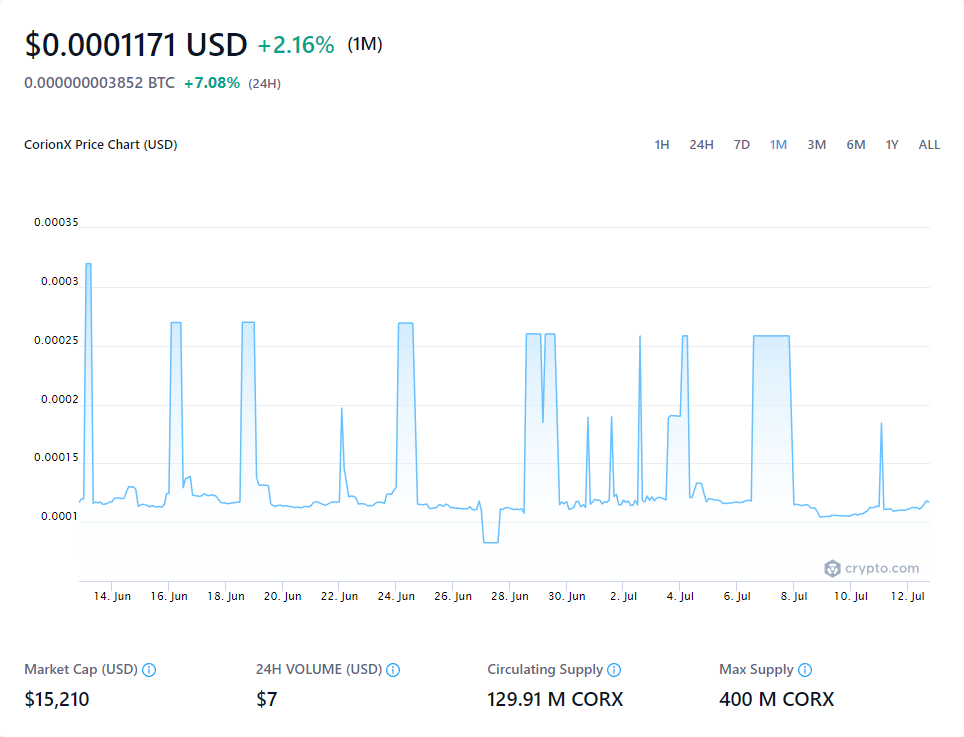 $0.0001171 USD +2.16% (1M)
0.000000003852 BTC +7.08% (24H)
CorionX Price Chart (USD) 1H 24H 7D 1M 3M 6M 1Y ALL
0.00035
0.0003
0.00025
0.0002
0.00015
0.0001
crypto.com
14. Jun 16. Jun 18. Jun 20. Jun 22. Jun 24. Jun 26. Jun 28. Jun 30. Jun 2. Jul 4. Jul 6. Jul 8. Jul 10. Jul 12. Jul
Market Cap (USD) 24H VOLUME (USD) Circulating Supply Max Supply
$15,210 $7 129.91 M CORX 400 M CORX